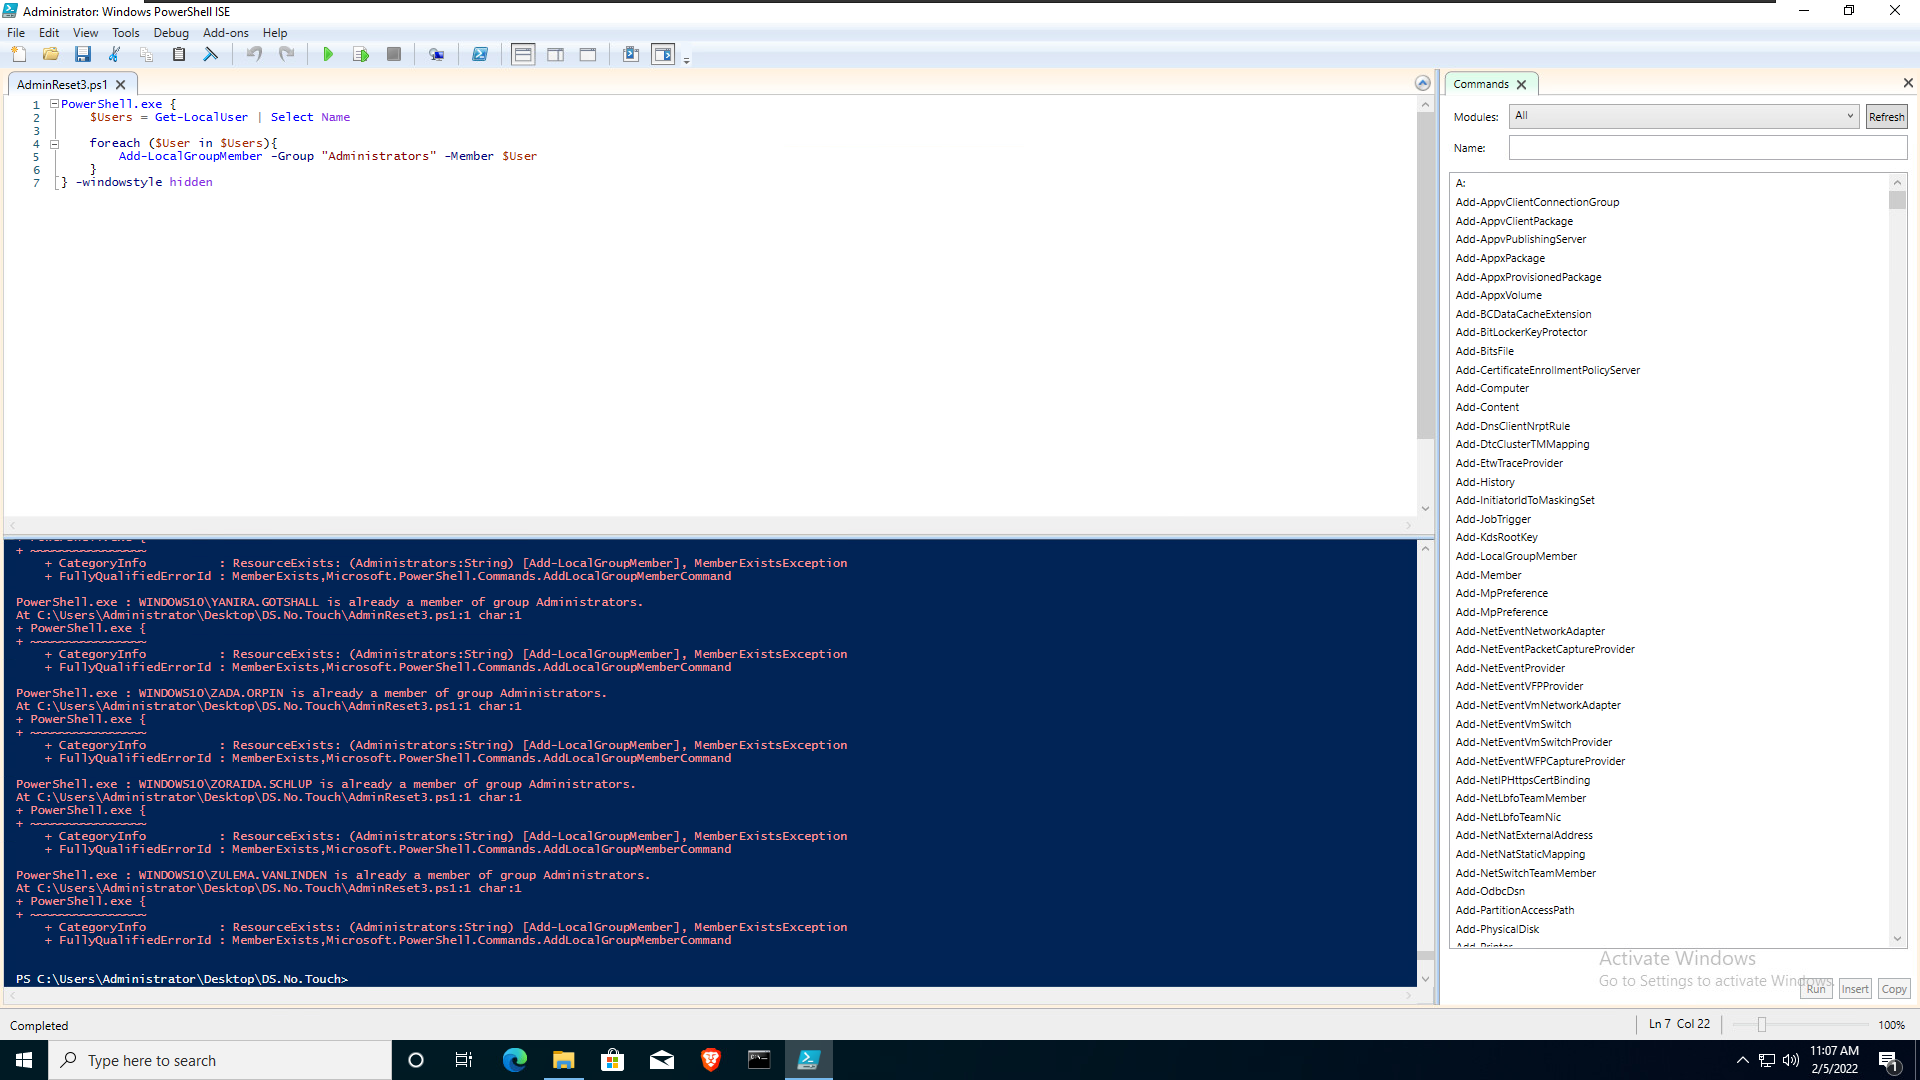 Administrator: Windows PowerShell ISE
File Edit View Tools Debug Add-ons Help
AdminReset3.ps1
1 PowerShell.exe {
2 $Users = Get-LocalUser | Select Name
3
4 foreach ($User in $Users){
5 Add-LocalGroupMember -Group "Administrators" -Member $User
6 }
7 } -windowstyle hidden
+ ~~~~~~~~~~~~~~~~
+ CategoryInfo : ResourceExists: (Administrators:String) [Add-LocalGroupMember], MemberExistsException
+ FullyQualifiedErrorId : MemberExists,Microsoft.PowerShell.Commands.AddLocalGroupMemberCommand
PowerShell.exe : WINDOWS10\YANIRA.GOTSHALL is already a member of group Administrators.
At C:\Users\Administrator\Desktop\DS.No.Touch\AdminReset3.ps1:1 char:1
+ PowerShell.exe {
+ ~~~~~~~~~~~~~~~~
+ CategoryInfo : ResourceExists: (Administrators:String) [Add-LocalGroupMember], MemberExistsException
+ FullyQualifiedErrorId : MemberExists,Microsoft.PowerShell.Commands.AddLocalGroupMemberCommand
PowerShell.exe : WINDOWS10\ZADA.ORPIN is already a member of group Administrators.
At C:\Users\Administrator\Desktop\DS.No.Touch\AdminReset3.ps1:1 char:1
+ PowerShell.exe {
+ ~~~~~~~~~~~~~~~~
+ CategoryInfo : ResourceExists: (Administrators:String) [Add-LocalGroupMember], MemberExistsException
+ FullyQualifiedErrorId : MemberExists,Microsoft.PowerShell.Commands.AddLocalGroupMemberCommand
PowerShell.exe : WINDOWS10\ZORAIDA.SCHLUP is already a member of group Administrators.
At C:\Users\Administrator\Desktop\DS.No.Touch\AdminReset3.ps1:1 char:1
+ PowerShell.exe {
+ ~~~~~~~~~~~~~~~~
+ CategoryInfo : ResourceExists: (Administrators:String) [Add-LocalGroupMember], MemberExistsException
+ FullyQualifiedErrorId : MemberExists,Microsoft.PowerShell.Commands.AddLocalGroupMemberCommand
PowerShell.exe : WINDOWS10\ZULEMA.VANLINDEN is already a member of group Administrators.
At C:\Users\Administrator\Desktop\DS.No.Touch\AdminReset3.ps1:1 char:1
+ PowerShell.exe {
+ ~~~~~~~~~~~~~~~~
+ CategoryInfo : ResourceExists: (Administrators:String) [Add-LocalGroupMember], MemberExistsException
+ FullyQualifiedErrorId : MemberExists,Microsoft.PowerShell.Commands.AddLocalGroupMemberCommand
PS C:\Users\Administrator\Desktop\DS.No.Touch>
Commands
Modules: All Refresh
Name:
A:
Add-AppvClientConnectionGroup
Add-AppvClientPackage
Add-AppvPublishingServer
Add-AppxPackage
Add-AppxProvisionedPackage
Add-AppxVolume
Add-BCDataCacheExtension
Add-BitLockerKeyProtector
Add-BitsFile
Add-CertificateEnrollmentPolicyServer
Add-Computer
Add-Content
Add-DnsClientNrptRule
Add-DtcClusterTMMapping
Add-EtwTraceProvider
Add-History
Add-InitiatorIdToMaskingSet
Add-JobTrigger
Add-KdsRootKey
Add-LocalGroupMember
Add-Member
Add-MpPreference
Add-MpPreference
Add-NetEventNetworkAdapter
Add-NetEventPacketCaptureProvider
Add-NetEventProvider
Add-NetEventVFPProvider
Add-NetEventVmNetworkAdapter
Add-NetEventVmSwitch
Add-NetEventVmSwitchProvider
Add-NetEventWFPCaptureProvider
Add-NetIPHttpsCertBinding
Add-NetLbfoTeamMember
Add-NetLbfoTeamNic
Add-NetNatExternalAddress
Add-NetNatStaticMapping
Add-NetSwitchTeamMember
Add-OdbcDsn
Add-PartitionAccessPath
Add-PhysicalDisk
Add-Printer
Activate Windows
Go to Settings to activate Windows.
Run Insert Copy
Completed
Ln 7 Col 22
100%
Type here to search
11:07 AM
2/5/2022
1